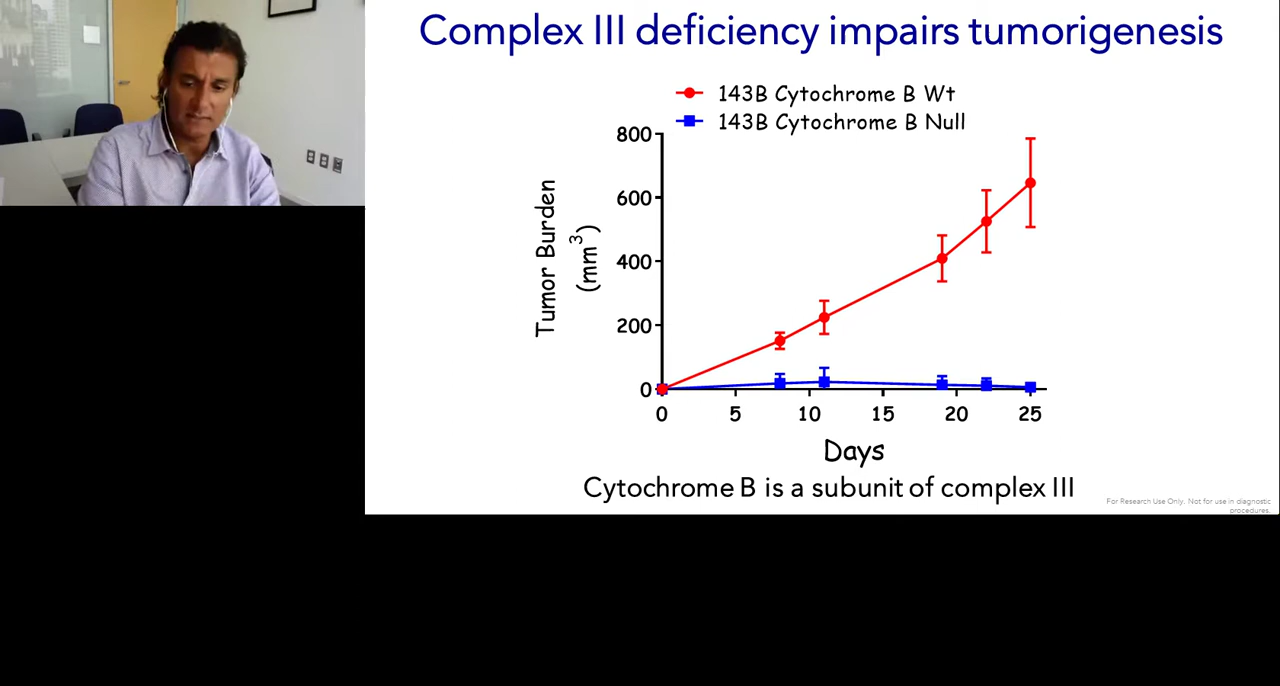 Complex III deficiency impairs tumorigenesis
143B Cytochrome B Wt
143B Cytochrome B Null
800
600
400
200
0
Tumor Burden
(mm³)
0 5 10 15 20 25
Days
Cytochrome B is a subunit of complex III
For Research Use Only. Not for use in diagnostic
procedures.